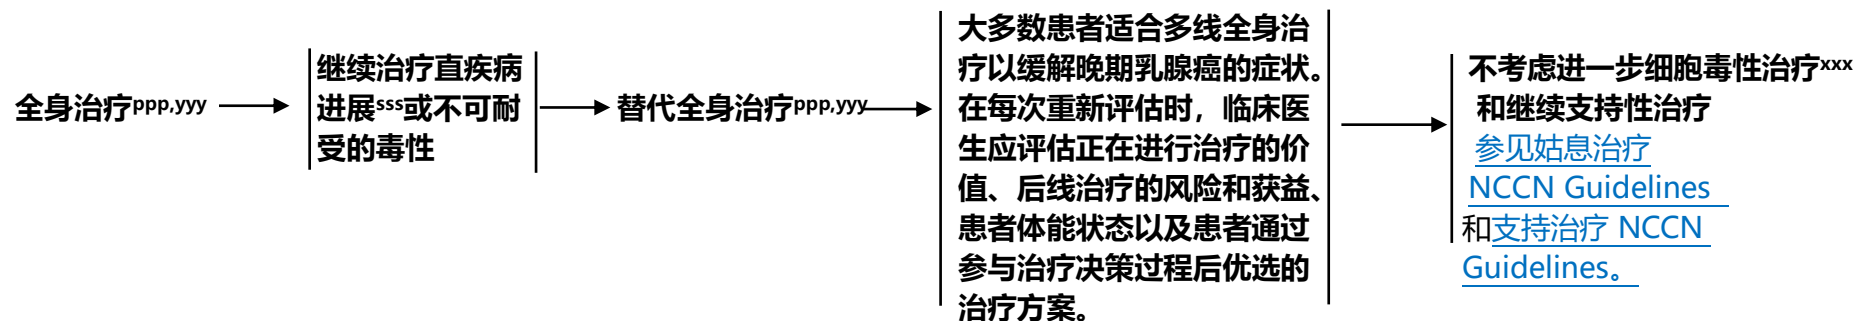 全身治疗ppp,yyy
继续治疗直疾病
进展sss或不可耐
受的毒性
替代全身治疗ppp,yyy
大多数患者适合多线全身治
疗以缓解晚期乳腺癌的症状。
在每次重新评估时，临床医
生应评估正在进行治疗的价
值、后线治疗的风险和获益、
患者体能状态以及患者通过
参与治疗决策过程后优选的
治疗方案。
不考虑进一步细胞毒性治疗xxx
和继续支持性治疗
参见姑息治疗
NCCN Guidelines
和支持治疗 NCCN
Guidelines。